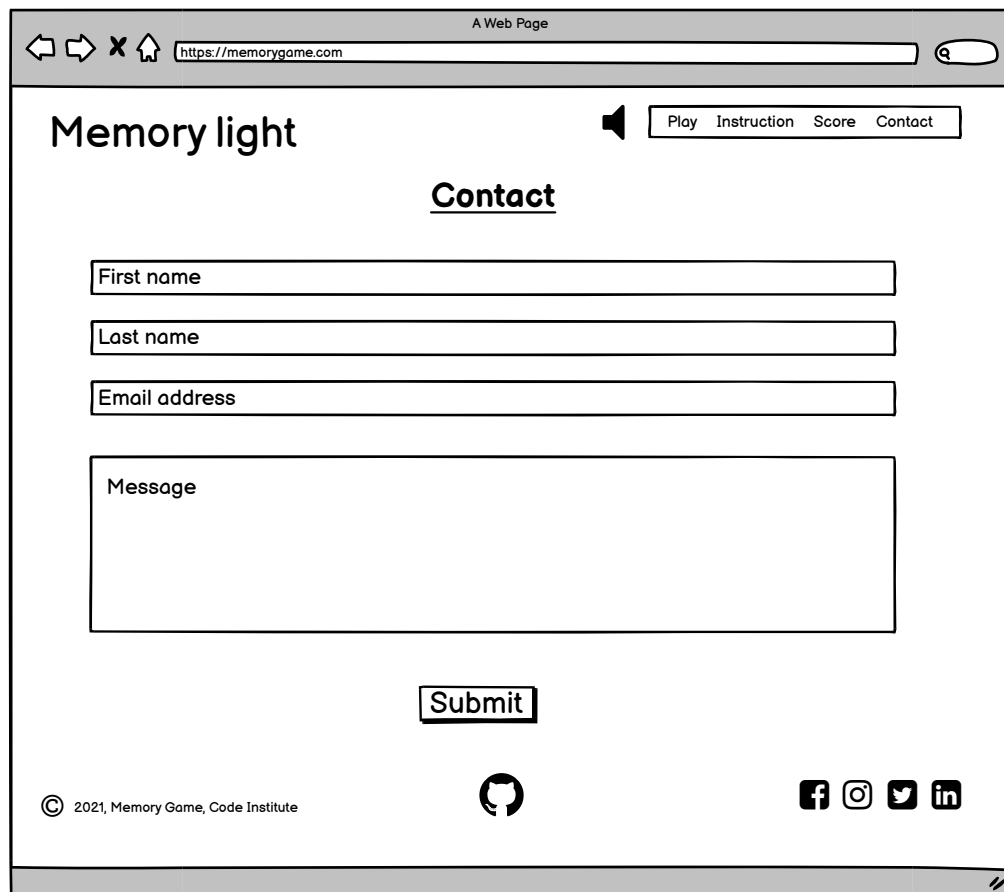 A Web Page
https://memorygame.com
Memory light
Play Instruction Score Contact
Contact
First name
Last name
Email address
Message
Submit
© 2021, Memory Game, Code Institute